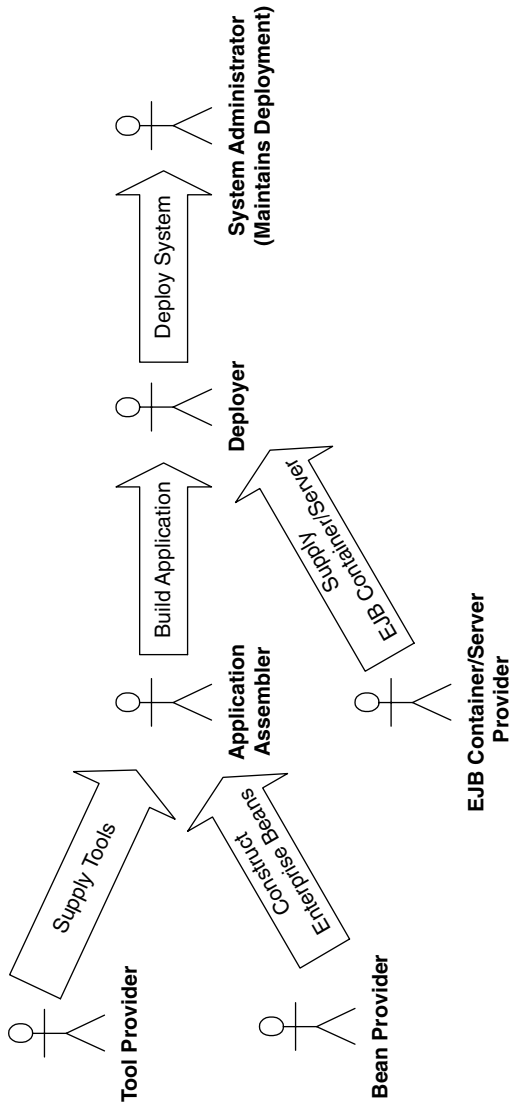 Supply Tools
Tool Provider
Construct
Enterprise Beans
Bean Provider
Build Application
Application
Assembler
Supply
EJB Container/Server
EJB Container/Server
Provider
Deploy System
Deployer
System Administrator
(Maintains Deployment)